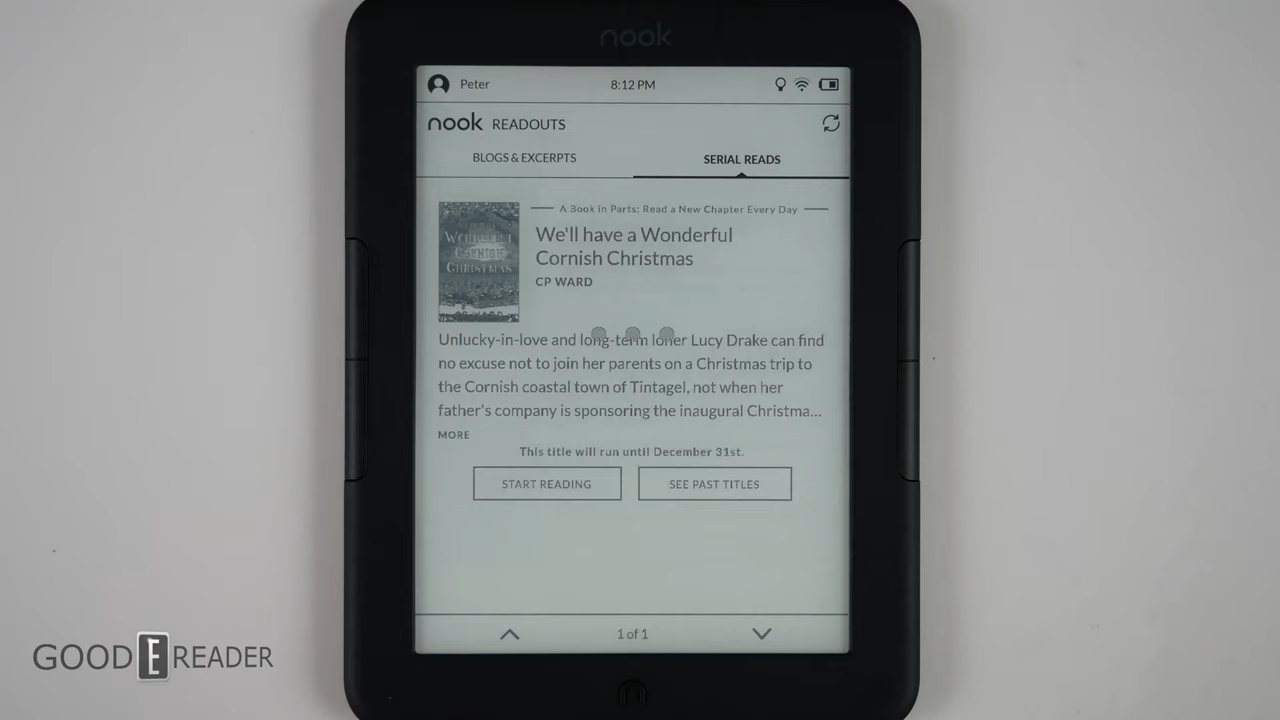 nook
Peter
8:12 PM
nook READOUTS
BLOGS & EXCERPTS
SERIAL READS
A Book in Parts: Read a New Chapter Every Day
WONDERFUL
CORNISH
CHRISTMAS
We'll have a Wonderful
Cornish Christmas
CP WARD
Unlucky-in-love and long-term loner Lucy Drake can find
no excuse not to join her parents on a Christmas trip to
the Cornish coastal town of Tintagel, not when her
father's company is sponsoring the inaugural Christma...
MORE
This title will run until December 31st.
START READING
SEE PAST TITLES
1 of 1
GOOD E READER